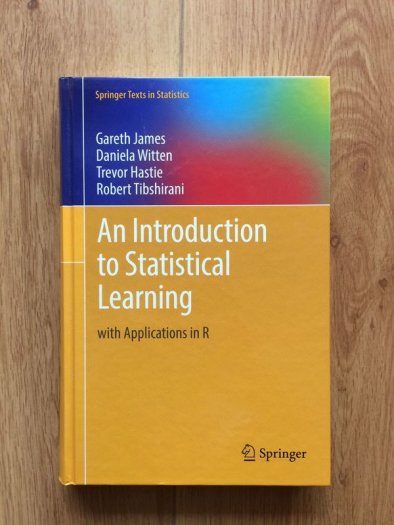 Springer Texts in Statistics
Gareth James
Daniela Witten
Trevor Hastie
Robert Tibshirani
An Introduction
to Statistical
Learning
with Applications in R
Springer